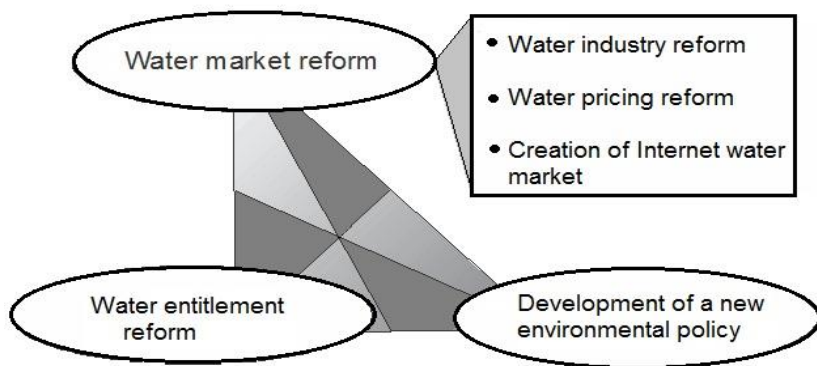 Water market reform
• Water industry reform
• Water pricing reform
• Creation of Internet water
market
Water entitlement
reform
Development of a new
environmental policy